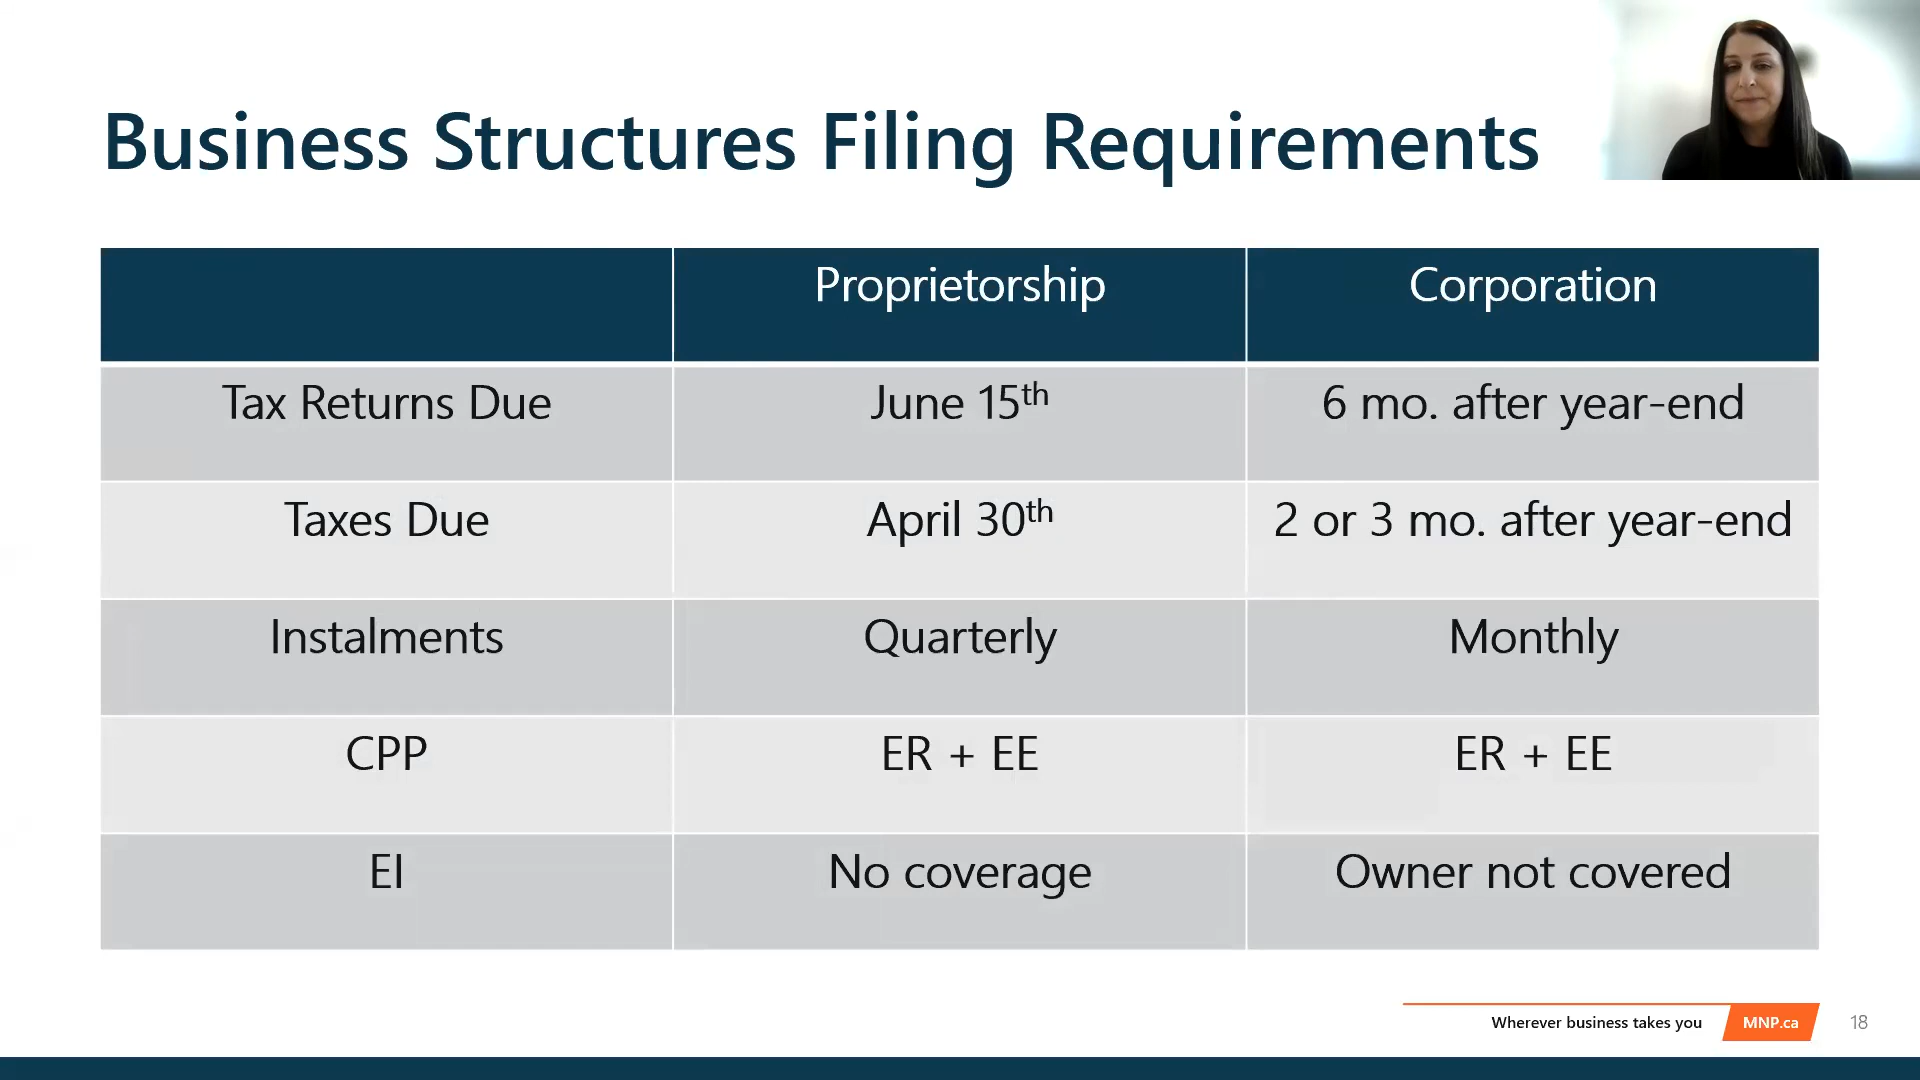 Business Structures Filing Requirements
Proprietorship Corporation
Tax Returns Due June 15th 6 mo. after year-end
Taxes Due April 30th 2 or 3 mo. after year-end
Instalments Quarterly Monthly
CPP ER + EE ER + EE
EI No coverage Owner not covered
Wherever business takes you MNP.ca 18